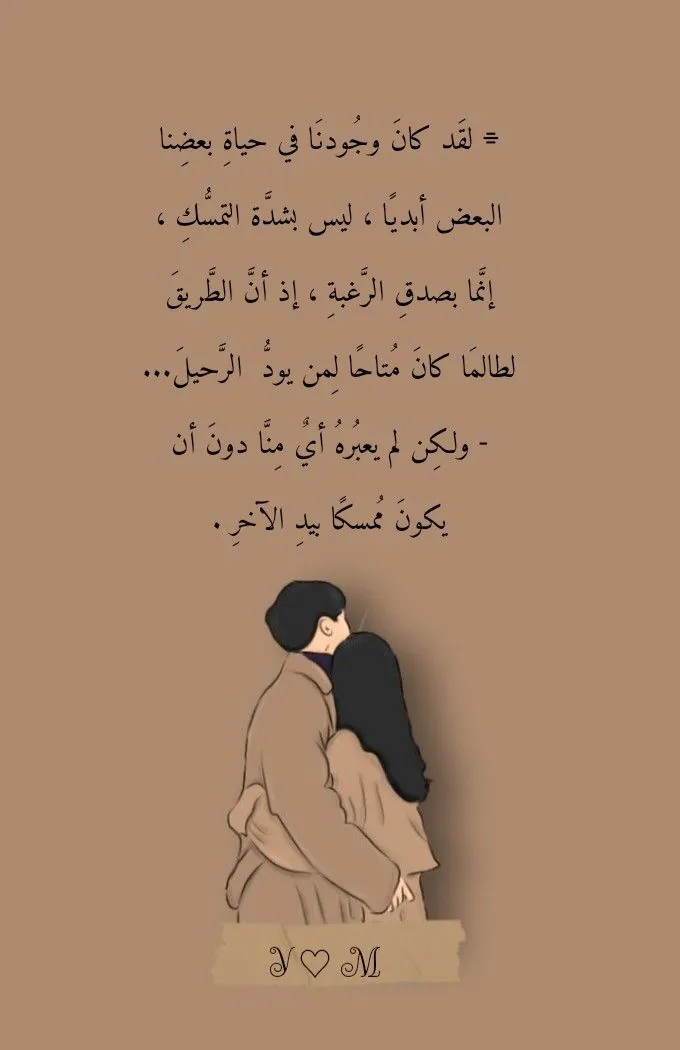 = لقَد كانَ وجُودنَا في حياةِ بعضِنا
البعض أبديًا ، ليس بشدَّة التمسُّكِ ،
إنَّما بصدقِ الرَّغبةِ ، إذ أنَّ الطَّريقَ
لطالمَا كانَ مُتاحًا لِمن يودُّ الرَّحيلَ...
- ولكِن لم يعبُرهُ أيٌ مِنَّا دونَ أن
يكونَ مُمسكًا بيدِ الآخرِ .
Y ♡ M